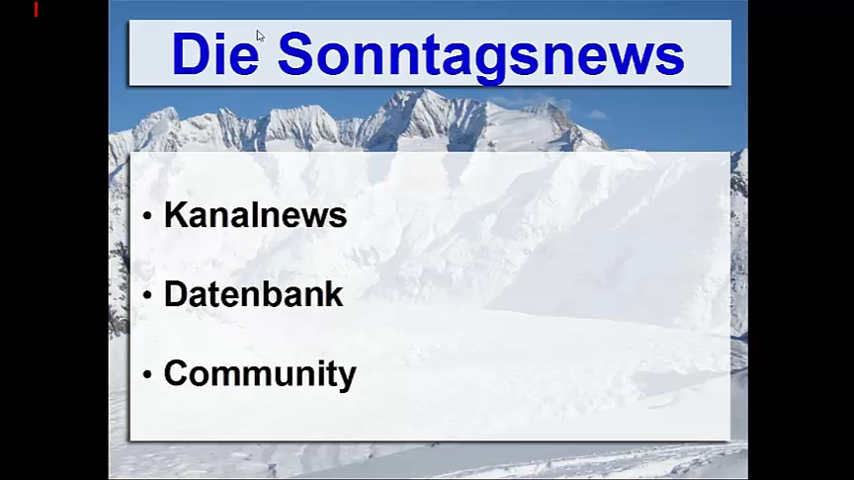 Die Sonntagsnews
• Kanalnews
• Datenbank
• Community